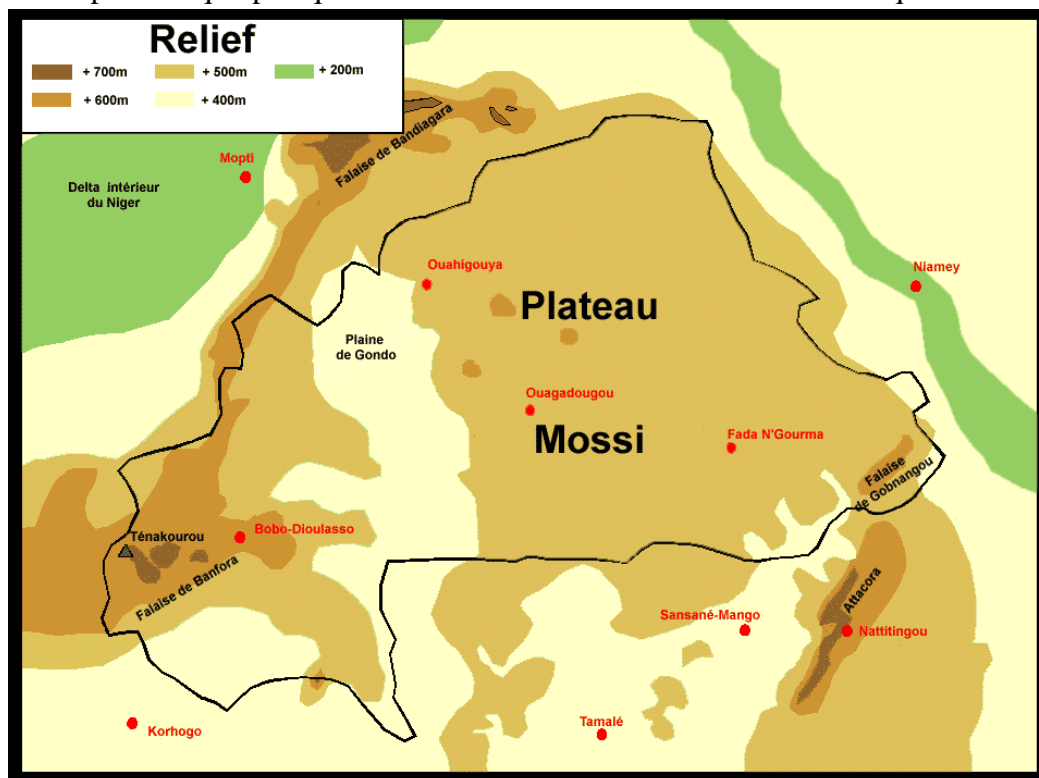 Relief
+ 700m
+ 500m
+ 200m
+ 600m
+ 400m
Falaise de Bandiagara
Mopti
Delta intérieur
du Niger
Ouahigouya
Niamey
Plateau
Plaine
de Gondo
Ouagadougou
Mossi
Fada N'Gourma
Falaise
de Gobnangou
Ténakourou
Bobo-Dioulasso
Falaise de Banfora
Attacora
Sansané-Mango
Nattitingou
Korhogo
Tamalé